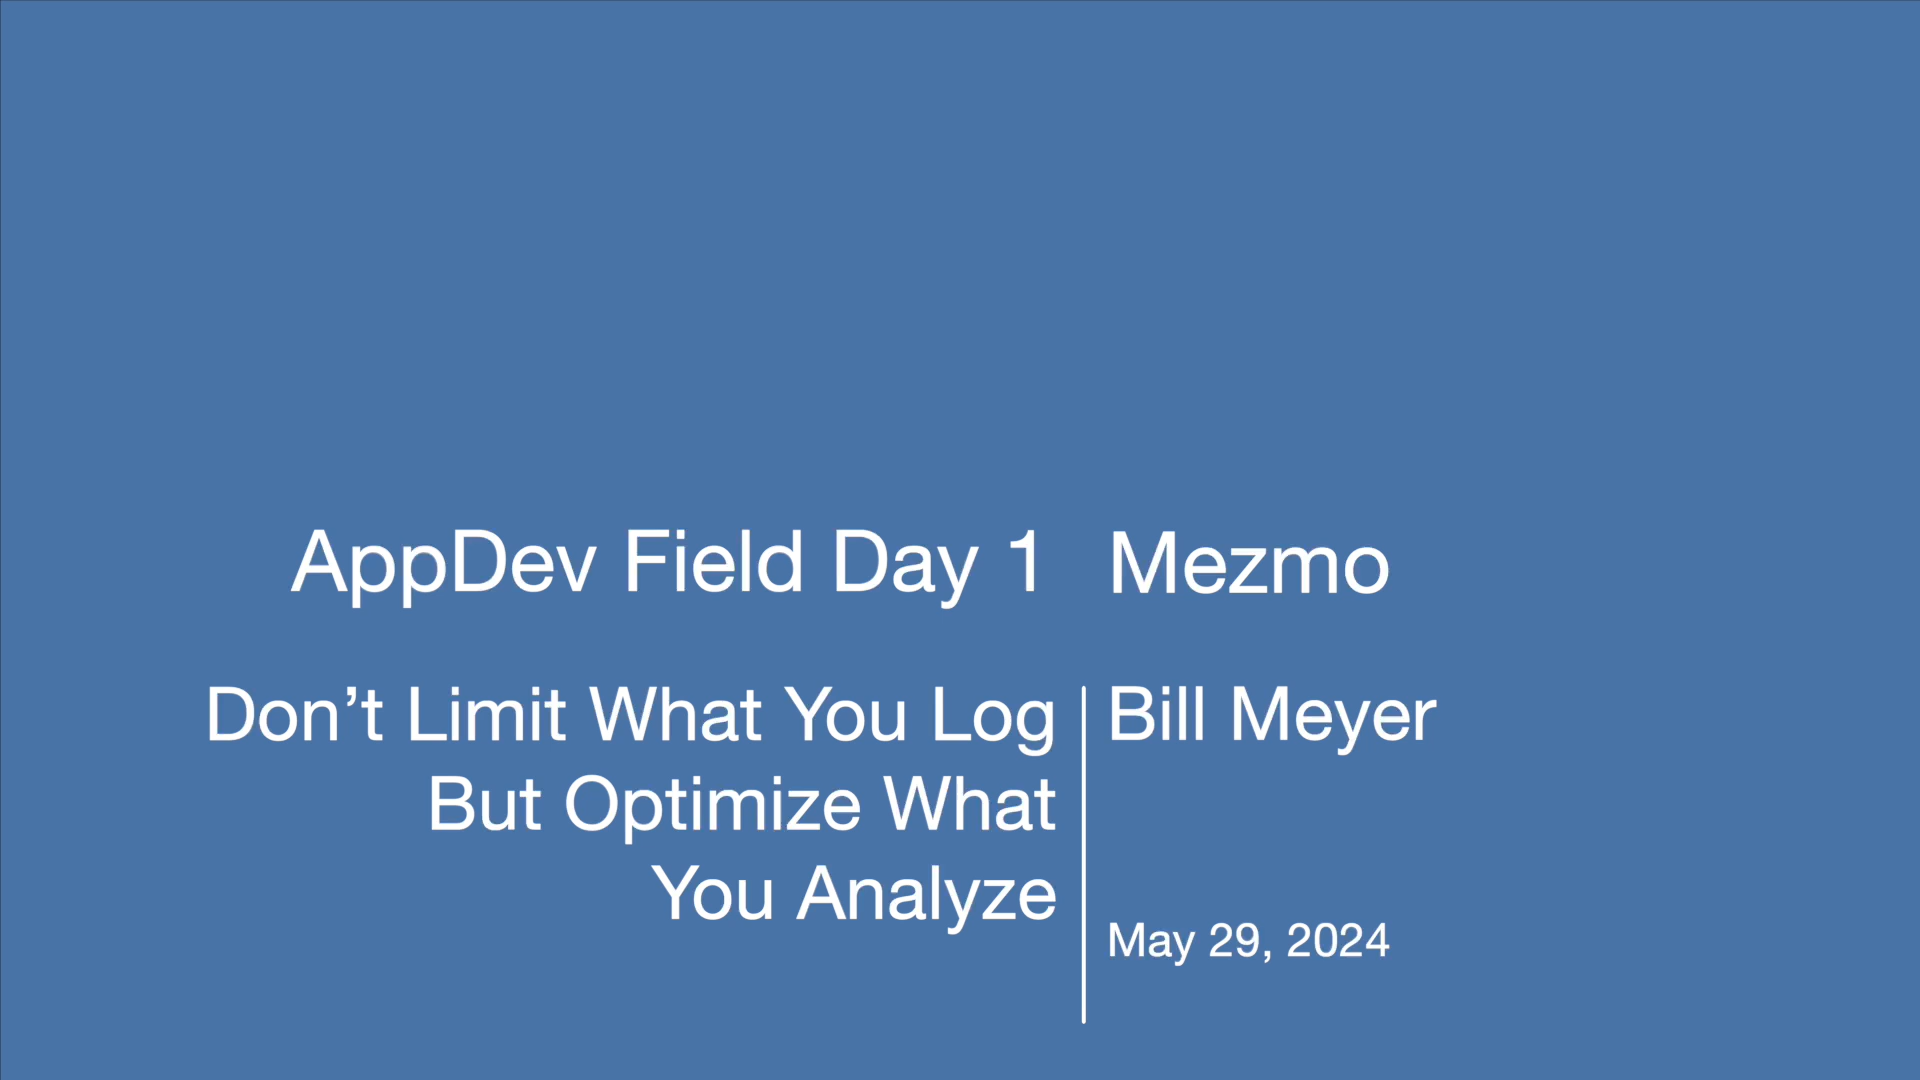 AppDev Field Day 1
Mezmo
Don’t Limit What You Log
But Optimize What
You Analyze
Bill Meyer
May 29, 2024